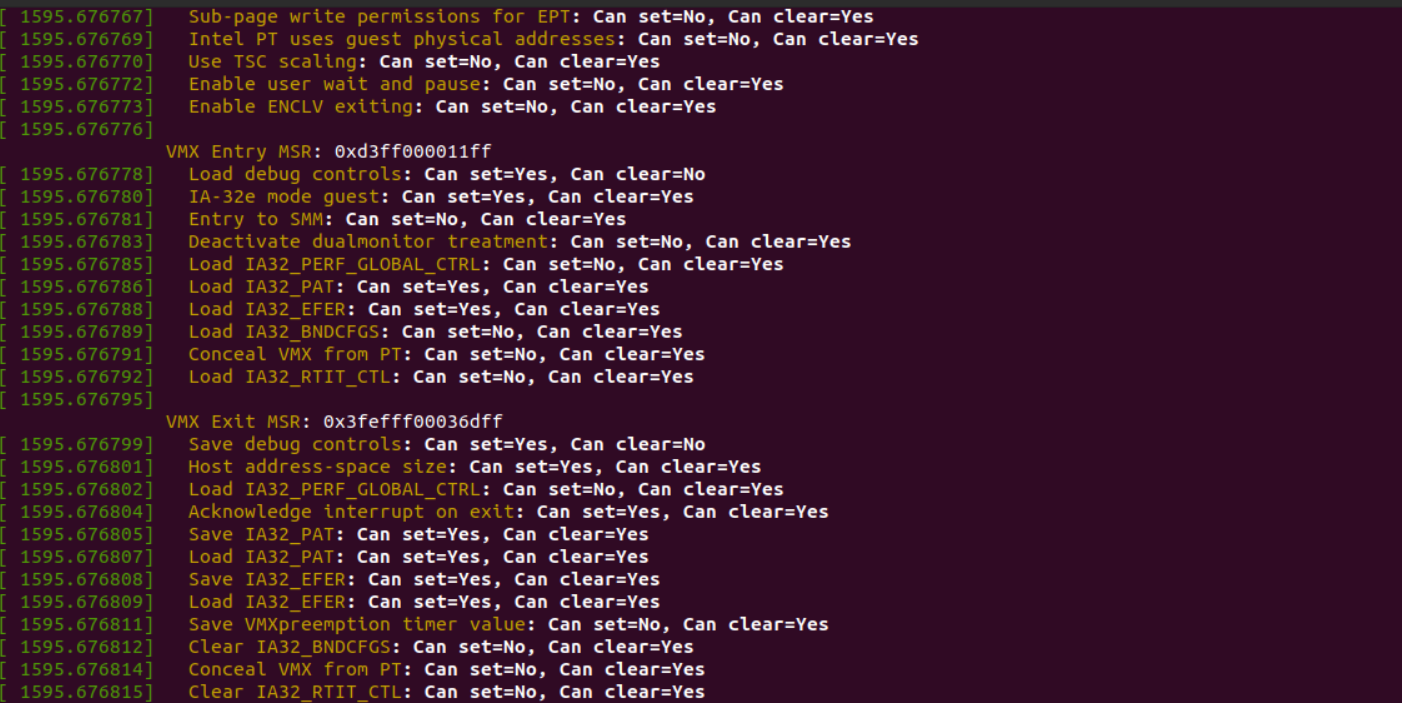 [ 1595.676767]   Sub-page write permissions for EPT: Can set=No, Can clear=Yes
[ 1595.676769]   Intel PT uses guest physical addresses: Can set=No, Can clear=Yes
[ 1595.676770]   Use TSC scaling: Can set=No, Can clear=Yes
[ 1595.676772]   Enable user wait and pause: Can set=No, Can clear=Yes
[ 1595.676773]   Enable ENCLV exiting: Can set=No, Can clear=Yes
[ 1595.676776]
VMX Entry MSR: 0xd3ff000011ff
[ 1595.676778]   Load debug controls: Can set=Yes, Can clear=No
[ 1595.676780]   IA-32e mode guest: Can set=Yes, Can clear=Yes
[ 1595.676781]   Entry to SMM: Can set=No, Can clear=Yes
[ 1595.676783]   Deactivate dualmonitor treatment: Can set=No, Can clear=Yes
[ 1595.676785]   Load IA32_PERF_GLOBAL_CTRL: Can set=No, Can clear=Yes
[ 1595.676786]   Load IA32_PAT: Can set=Yes, Can clear=Yes
[ 1595.676788]   Load IA32_EFER: Can set=Yes, Can clear=Yes
[ 1595.676789]   Load IA32_BNDCFGS: Can set=No, Can clear=Yes
[ 1595.676791]   Conceal VMX from PT: Can set=No, Can clear=Yes
[ 1595.676792]   Load IA32_RTIT_CTL: Can set=No, Can clear=Yes
[ 1595.676795]
VMX Exit MSR: 0x3fefff00036dff
[ 1595.676799]   Save debug controls: Can set=Yes, Can clear=No
[ 1595.676801]   Host address-space size: Can set=Yes, Can clear=Yes
[ 1595.676802]   Load IA32_PERF_GLOBAL_CTRL: Can set=No, Can clear=Yes
[ 1595.676804]   Acknowledge interrupt on exit: Can set=Yes, Can clear=Yes
[ 1595.676805]   Save IA32_PAT: Can set=Yes, Can clear=Yes
[ 1595.676807]   Load IA32_PAT: Can set=Yes, Can clear=Yes
[ 1595.676808]   Save IA32_EFER: Can set=Yes, Can clear=Yes
[ 1595.676809]   Load IA32_EFER: Can set=Yes, Can clear=Yes
[ 1595.676811]   Save VMXpreemption timer value: Can set=No, Can clear=Yes
[ 1595.676812]   Clear IA32_BNDCFGS: Can set=No, Can clear=Yes
[ 1595.676814]   Conceal VMX from PT: Can set=No, Can clear=Yes
[ 1595.676815]   Clear IA32_RTIT_CTL: Can set=No, Can clear=Yes